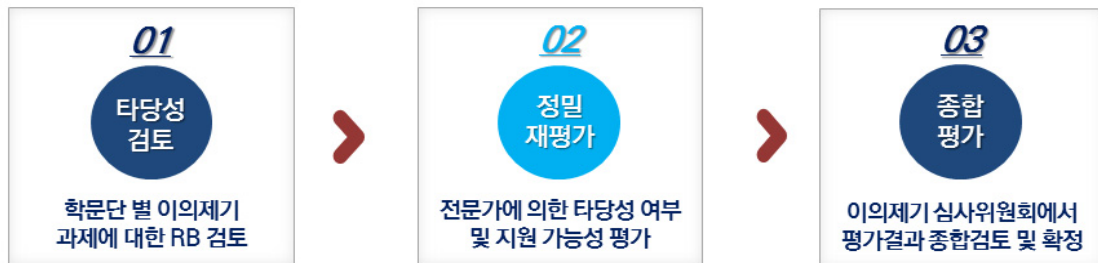 01
타당성
검토
학문단 별 이의제기
과제에 대한 RB 검토
02
정밀
재평가
전문가에 의한 타당성 여부
및 지원 가능성 평가
03
종합
평가
이의제기 심사위원회에서
평가결과 종합검토 및 확정